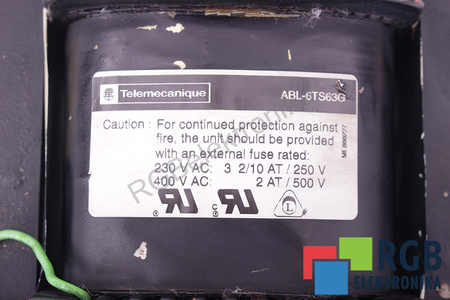 Telemecanique ABL-6TS63G
Caution : For continued protection against
fire, the unit should be provided
with an external fuse rated:
230 V AC: 3 2/10 AT / 250 V
400 V AC: 2 AT / 500 V
RGB
ELEKTRONIKA